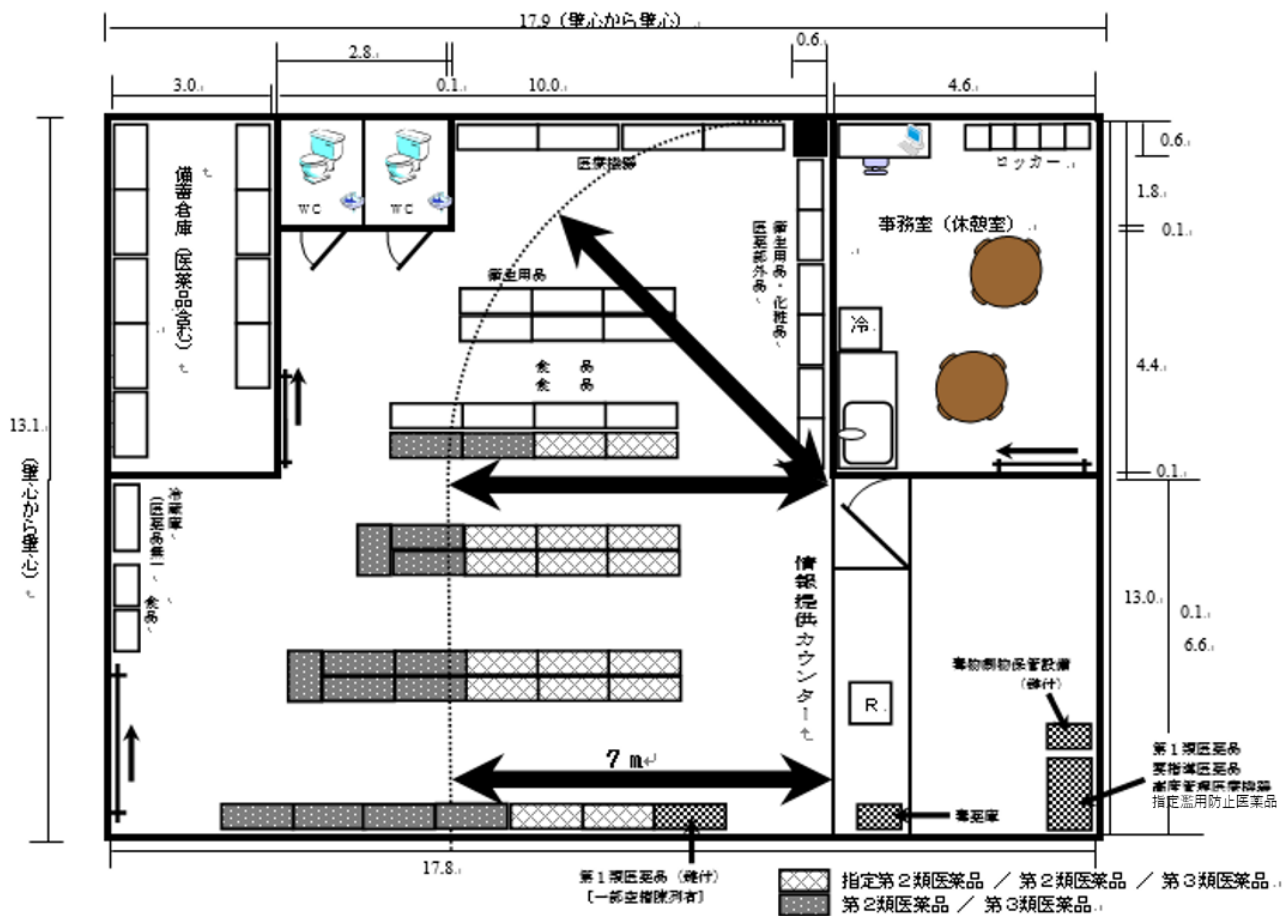 17.9（壁心から壁心）
0.6
2.8
3.0
0.1
10.0
4.6
備蓄倉庫（医薬品含む）
WC
WC
医療機器
ロッカー
0.6
1.8
0.1
事務室（休憩室）
衛生用品・化粧品
医薬部外品
衛生用品
冷
食　品
食　品
4.4
13.1
（壁心から壁心）
0.1
冷蔵庫
（医薬品無）
食品
情報提供カウンター
13.0
0.1
6.6
毒物劇物保管設備
（鍵付）
R
7 m
第１類医薬品
要指導医薬品
高度管理医療機器
指定濫用防止医薬品
毒薬庫
17.8
第１類医薬品（鍵付）
［一部空箱陳列有］
指定第２類医薬品 ／ 第２類医薬品 ／ 第３類医薬品
第２類医薬品 ／ 第３類医薬品